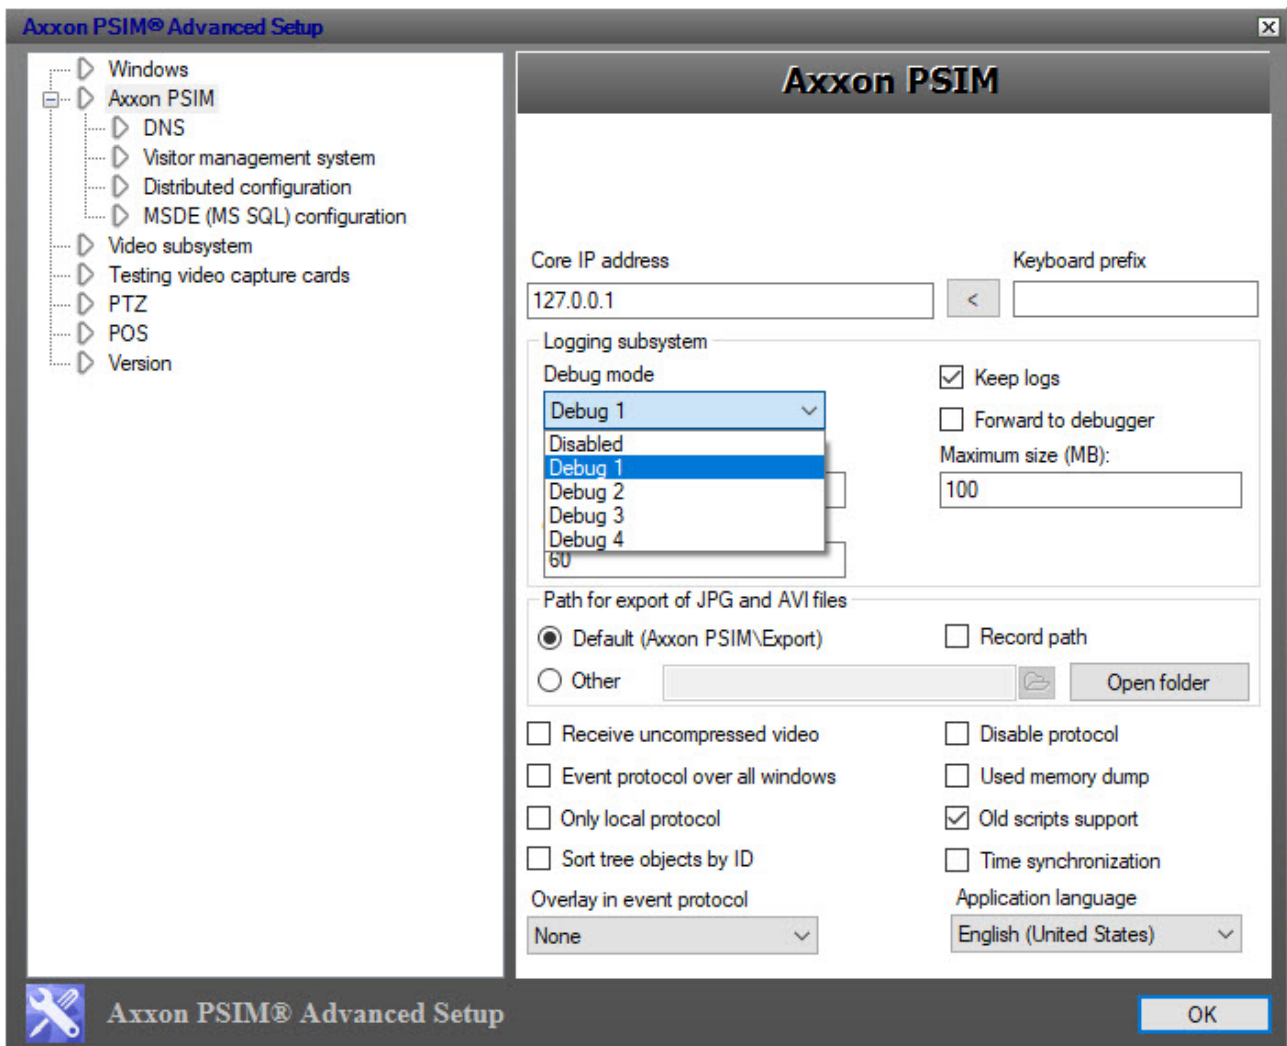 Axxon PSIM® Advanced Setup
Windows
Axxon PSIM
DNS
Visitor management system
Distributed configuration
MSDE (MS SQL) configuration
Video subsystem
Testing video capture cards
PTZ
POS
Version
Axxon PSIM
Core IP address
Keyboard prefix
127.0.0.1
<
Logging subsystem
Debug mode
Keep logs
Debug 1
Forward to debugger
Disabled
Debug 1
Maximum size (MB):
Debug 2
100
Debug 3
Debug 4
60
Path for export of JPG and AVI files
Default (Axxon PSIM\Export)
Record path
Other
Open folder
Receive uncompressed video
Disable protocol
Event protocol over all windows
Used memory dump
Only local protocol
Old scripts support
Sort tree objects by ID
Time synchronization
Overlay in event protocol
Application language
None
English (United States)
Axxon PSIM® Advanced Setup
OK